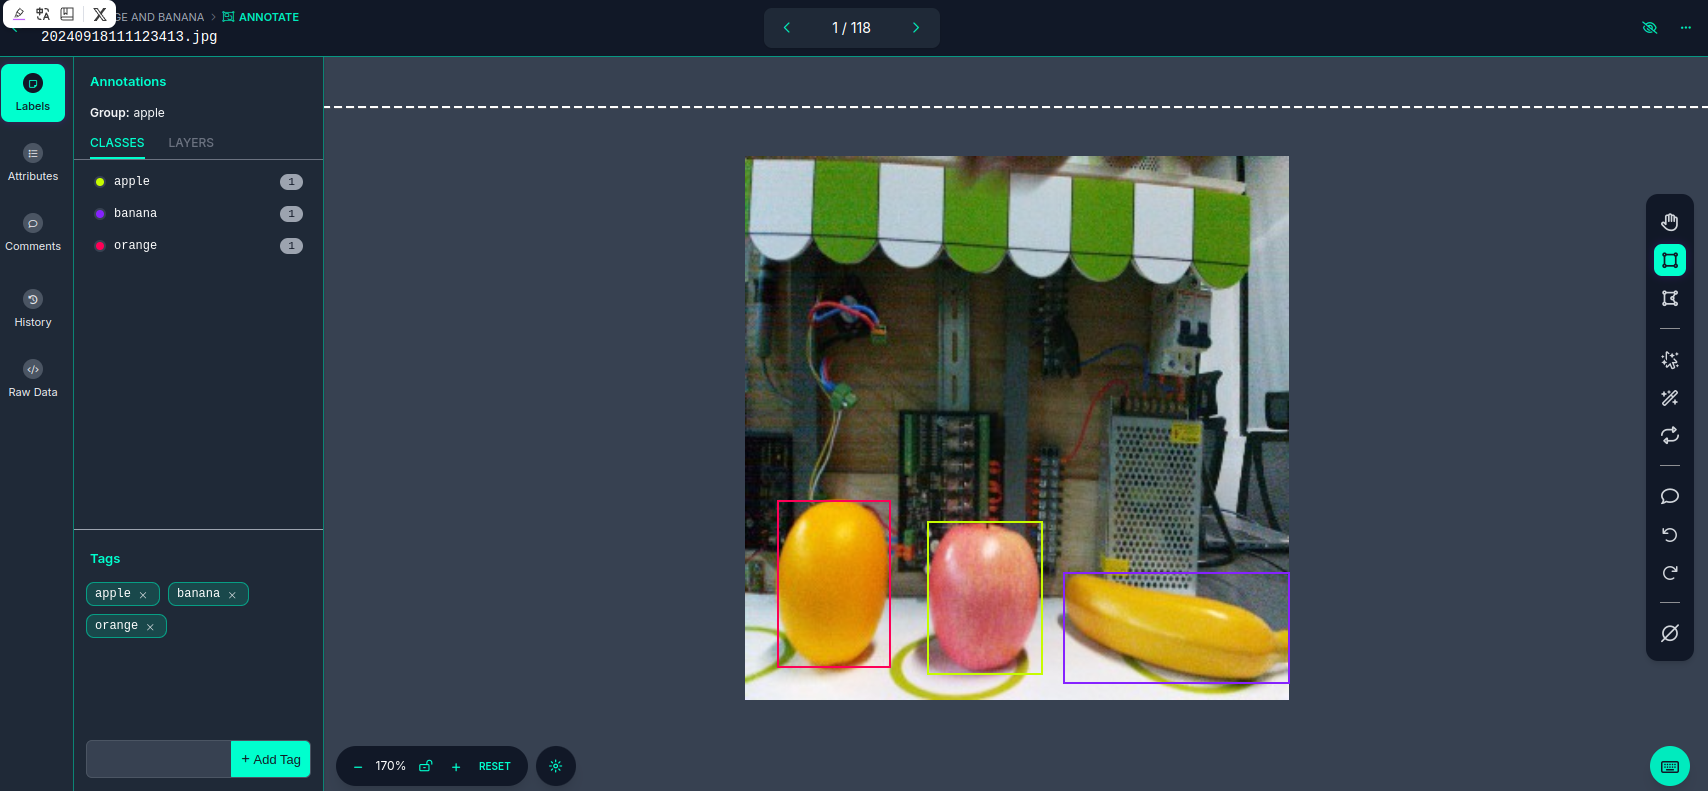 GE AND BANANA > ANNOTATE
20240918111123413.jpg
1 / 118
Labels
Attributes
Comments
History
Raw Data
Annotations
Group: apple
CLASSES LAYERS
apple 1
banana 1
orange 1
Tags
apple × banana ×
orange ×
+ Add Tag
− 170% + RESET